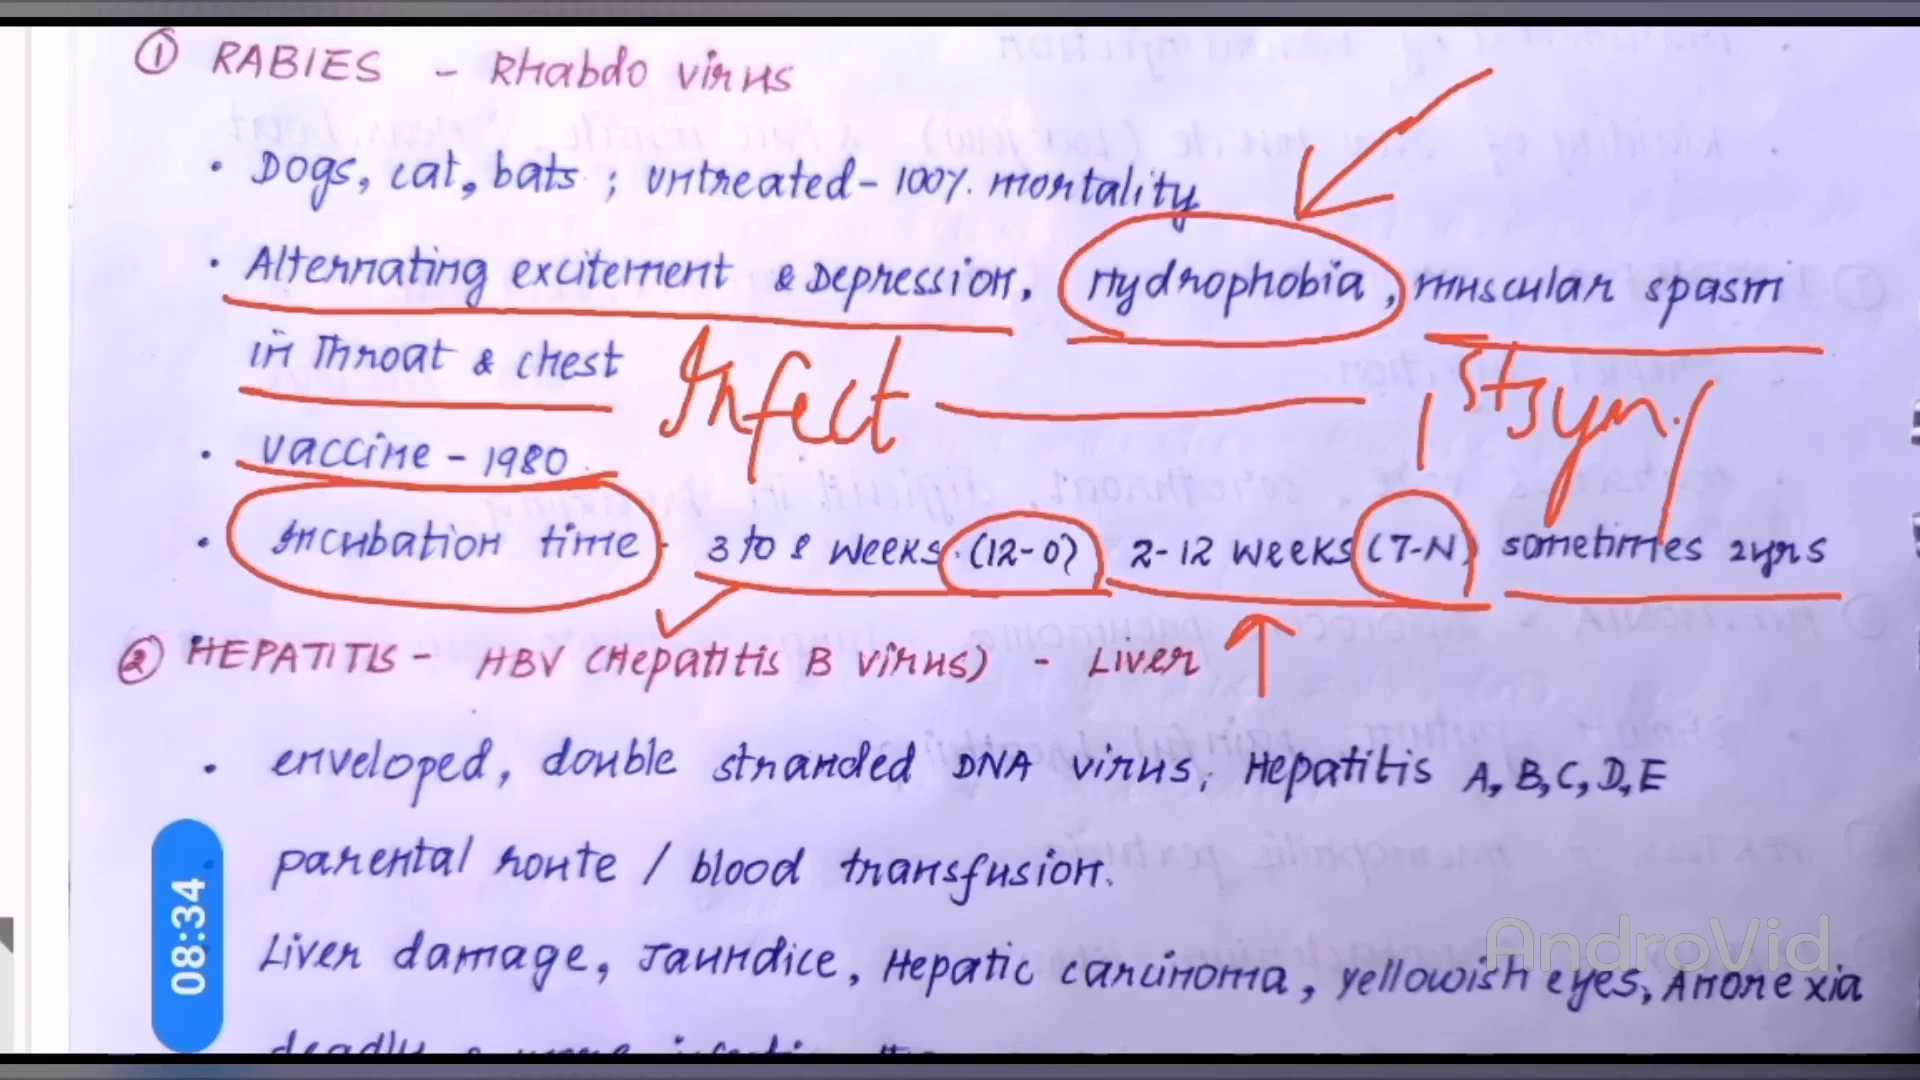 ① RABIES - Rhabdo virus
• Dogs, cat, bats ; untreated - 100% mortality
• Alternating excitement & Depression, Hydrophobia, muscular spasm
in Throat & chest
Infect — 1st sym.
• vaccine - 1980
• Incubation time - 3 to 8 weeks (12-0) 2-12 weeks (7-N) sometimes 2yrs
② HEPATITIS - HBV (Hepatitis B virus) - Liver
• enveloped, double stranded DNA virus, Hepatitis A, B, C, D, E
parental route / blood transfusion.
Liver damage, Jaundice, Hepatic carcinoma, yellowish eyes, Anorexia
08:34
AndroVid